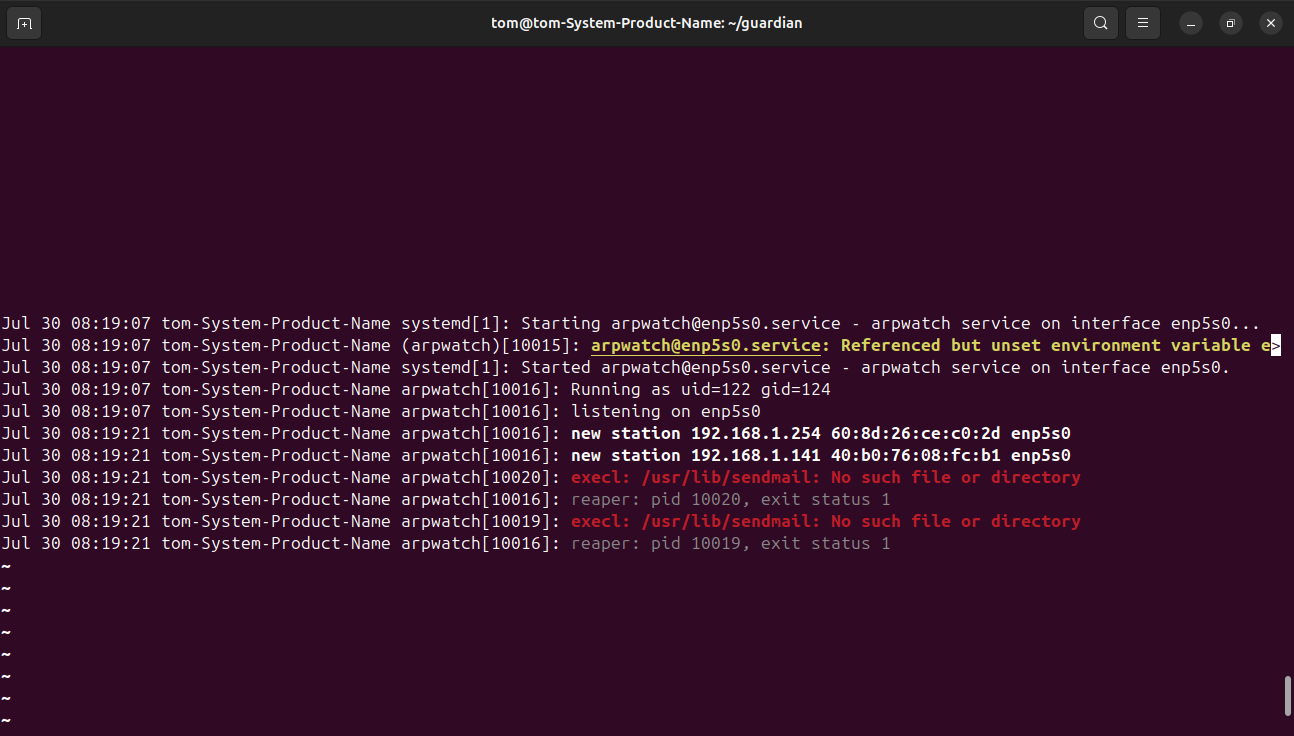 tom@tom-System-Product-Name: ~/guardian
Jul 30 08:19:07 tom-System-Product-Name systemd[1]: Starting arpwatch@enp5s0.service - arpwatch service on interface enp5s0...
Jul 30 08:19:07 tom-System-Product-Name (arpwatch)[10015]: arpwatch@enp5s0.service: Referenced but unset environment variable e>
Jul 30 08:19:07 tom-System-Product-Name systemd[1]: Started arpwatch@enp5s0.service - arpwatch service on interface enp5s0.
Jul 30 08:19:07 tom-System-Product-Name arpwatch[10016]: Running as uid=122 gid=124
Jul 30 08:19:07 tom-System-Product-Name arpwatch[10016]: listening on enp5s0
Jul 30 08:19:21 tom-System-Product-Name arpwatch[10016]: new station 192.168.1.254 60:8d:26:ce:c0:2d enp5s0
Jul 30 08:19:21 tom-System-Product-Name arpwatch[10016]: new station 192.168.1.141 40:b0:76:08:fc:b1 enp5s0
Jul 30 08:19:21 tom-System-Product-Name arpwatch[10020]: execl: /usr/lib/sendmail: No such file or directory
Jul 30 08:19:21 tom-System-Product-Name arpwatch[10016]: reaper: pid 10020, exit status 1
Jul 30 08:19:21 tom-System-Product-Name arpwatch[10019]: execl: /usr/lib/sendmail: No such file or directory
Jul 30 08:19:21 tom-System-Product-Name arpwatch[10016]: reaper: pid 10019, exit status 1
~
~
~
~
~
~
~
~